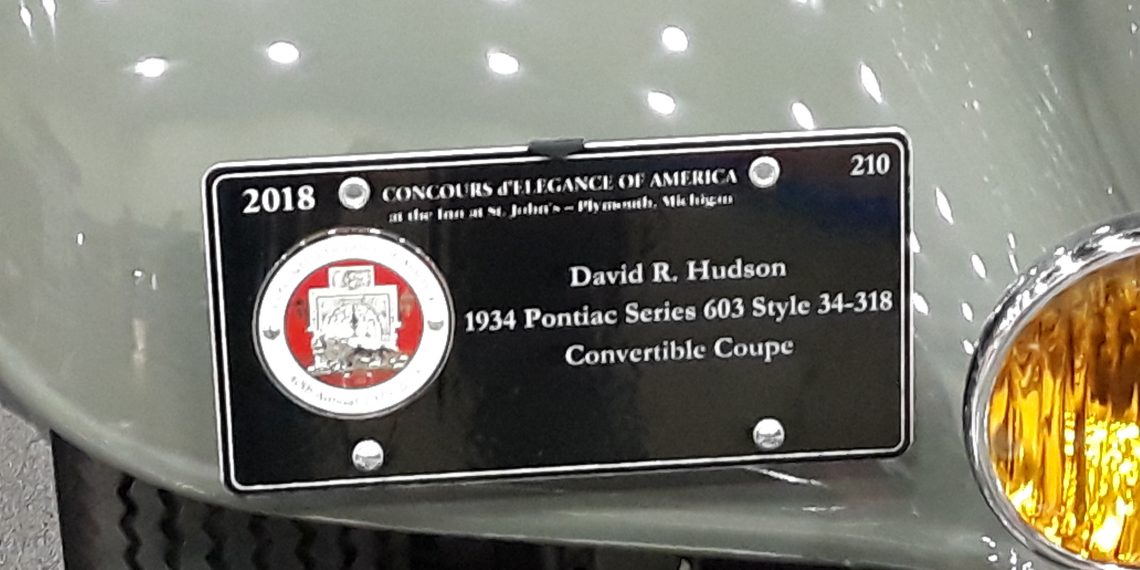 2018 CONCOURS d'ELEGANCE OF AMERICA 210
at the Inn at St. John's – Plymouth, Michigan
David R. Hudson
1934 Pontiac Series 603 Style 34-318
Convertible Coupe